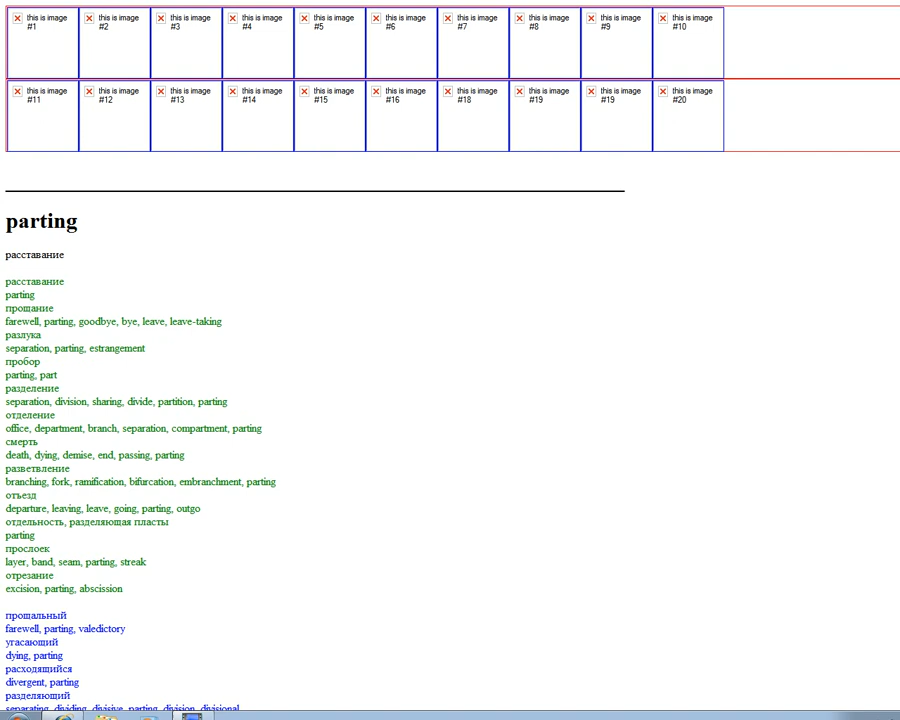 this is image #1 this is image #2 this is image #3 this is image #4 this is image #5 this is image #6 this is image #7 this is image #8 this is image #9 this is image #10
this is image #11 this is image #12 this is image #13 this is image #14 this is image #15 this is image #16 this is image #18 this is image #19 this is image #19 this is image #20
parting
расставание
расставание
parting
прощание
farewell, parting, goodbye, bye, leave, leave-taking
разлука
separation, parting, estrangement
пробор
parting, part
разделение
separation, division, sharing, divide, partition, parting
отделение
office, department, branch, separation, compartment, parting
смерть
death, dying, demise, end, passing, parting
разветвление
branching, fork, ramification, bifurcation, embranchment, parting
отъезд
departure, leaving, leave, going, parting, outgo
отдельность, разделяющая пласты
parting
прослоек
layer, band, seam, parting, streak
отрезание
excision, parting, abscission
прощальный
farewell, parting, valedictory
угасающий
dying, parting
расходящийся
divergent, parting
разделяющий
separating, dividing, divisive, parting, division, divisional